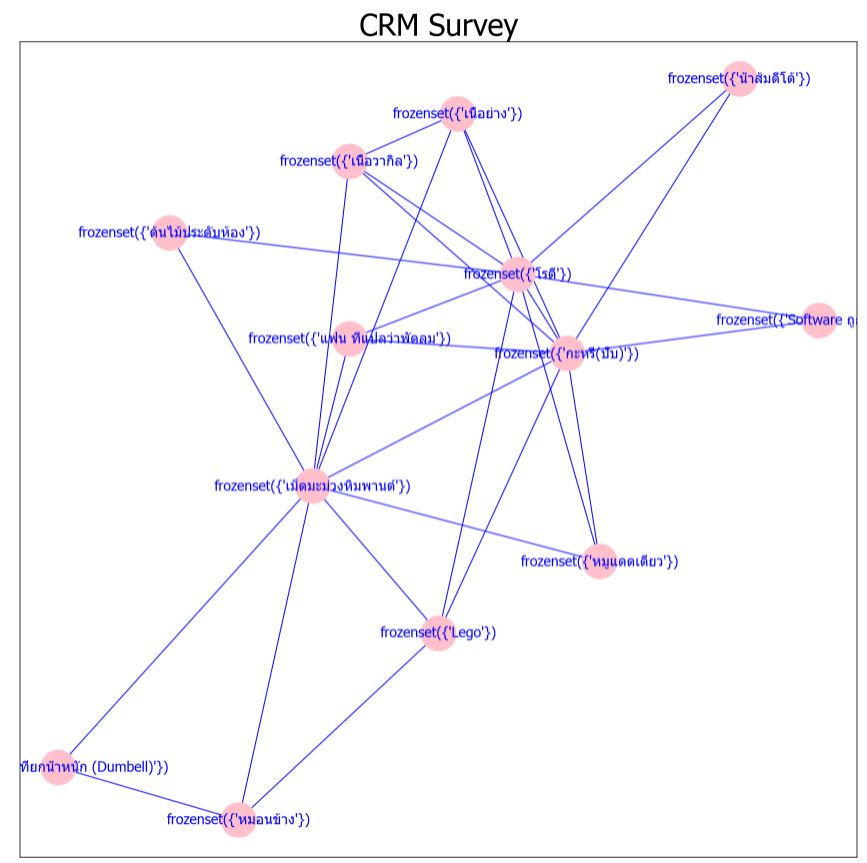 CRM Survey
frozenset({'น้ำส้มดีโด้'})
frozenset({'เนื้อย่าง'})
frozenset({'เนื้อวากิล'})
frozenset({'ต้นไม้ประดับห้อง'})
frozenset({'โรตี'})
frozenset({'Software
frozenset({'แฟน ที่แปลว่าพัดลม'})
frozenset({'กะหรี่(ปั๊บ)'})
frozenset({'เม็ดมะม่วงหิมพานต์'})
frozenset({'หมูแดดเดียว'})
frozenset({'Lego'})
ที่ยกน้ำหนัก (Dumbell)'})
frozenset({'หมอนข้าง'})